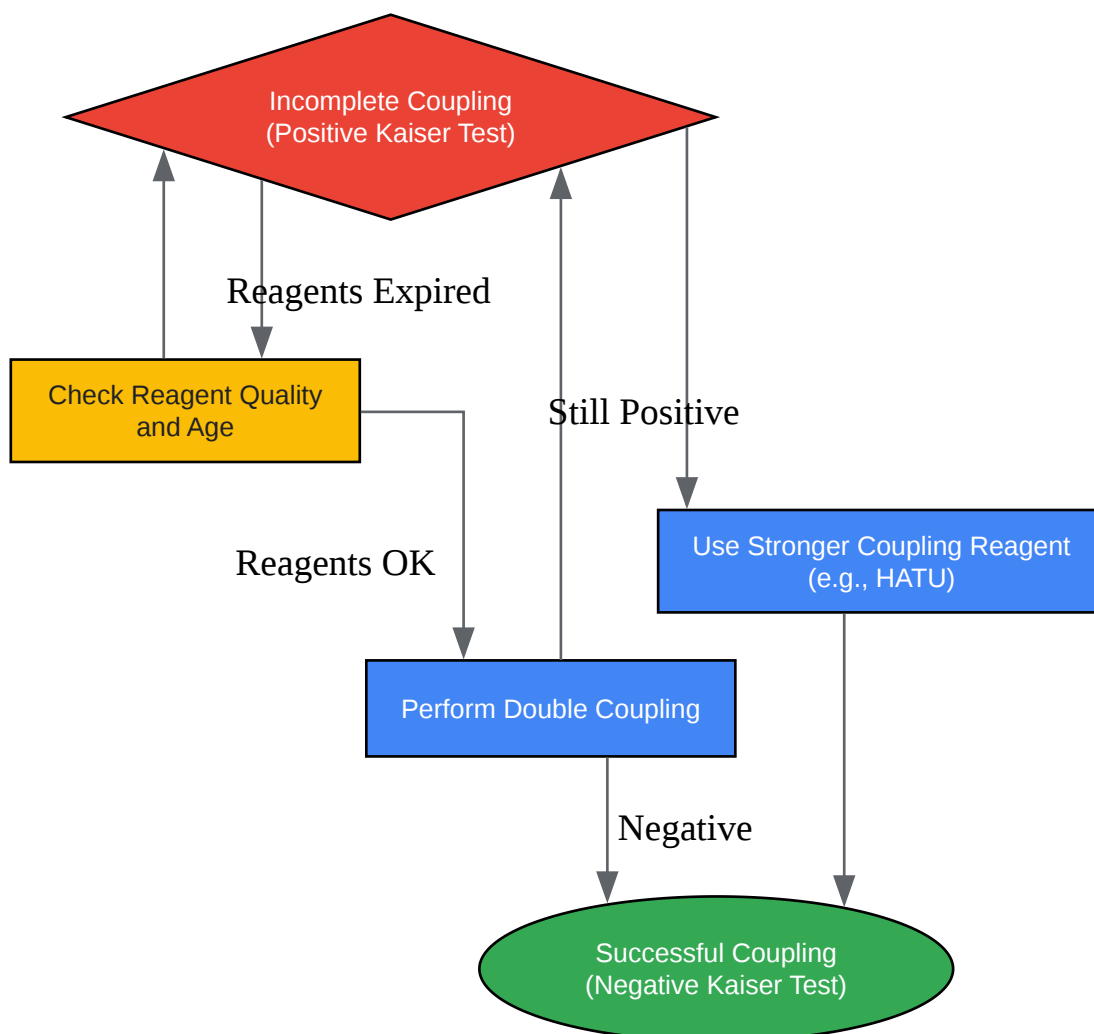 Incomplete Coupling
(Positive Kaiser Test)
Reagents Expired
Check Reagent Quality
and Age
Still Positive
Use Stronger Coupling Reagent
(e.g., HATU)
Reagents OK
Perform Double Coupling
Negative
Successful Coupling
(Negative Kaiser Test)